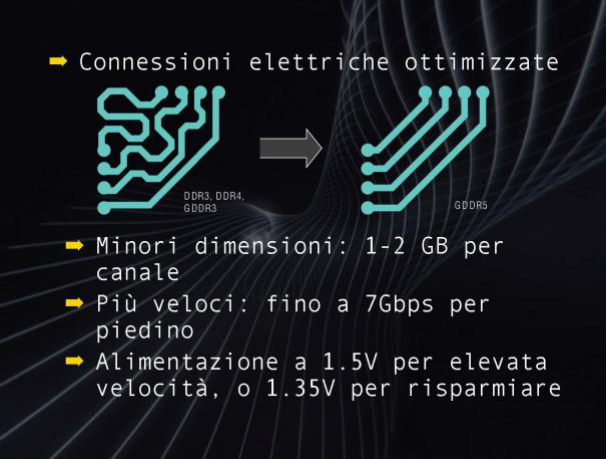 Connessioni elettriche ottimizzate
DDR3, DDR4,
GDDR3
GDDR5
Minori dimensioni: 1-2 GB per
canale
Più veloci: fino a 7Gbps per
piedino
Alimentazione a 1.5V per elevata
velocità, o 1.35V per risparmiare